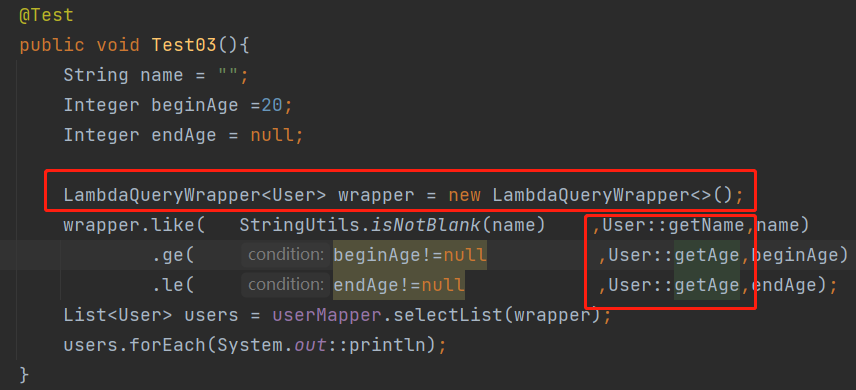 @Test
public void Test03(){
String name = "";
Integer beginAge =20;
Integer endAge = null;
LambdaQueryWrapper<User> wrapper = new LambdaQueryWrapper<>();
wrapper.like( StringUtils.isNotBlank(name) ,User::getName,name)
.ge( condition: beginAge!=null ,User::getAge,beginAge)
.le( condition: endAge!=null ,User::getAge,endAge);
List<User> users = userMapper.selectList(wrapper);
users.forEach(System.out::println);
}